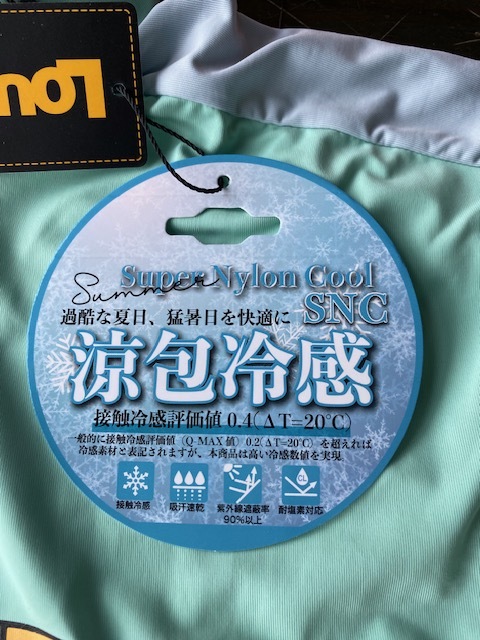 Lou
Summer
Super Nylon Cool
SNC
過酷な夏日、猛暑日を快適に
涼包冷感
接触冷感評価値 0.4(ΔT=20℃)
一般的に接触冷感評価値(Q-MAX値)0.2(ΔT=20℃)を超えれば
冷感素材と表記されますが、本商品は高い冷感数値を実現
接触冷感
吸汗速乾
紫外線遮蔽率
90%以上
CL
耐塩素対応